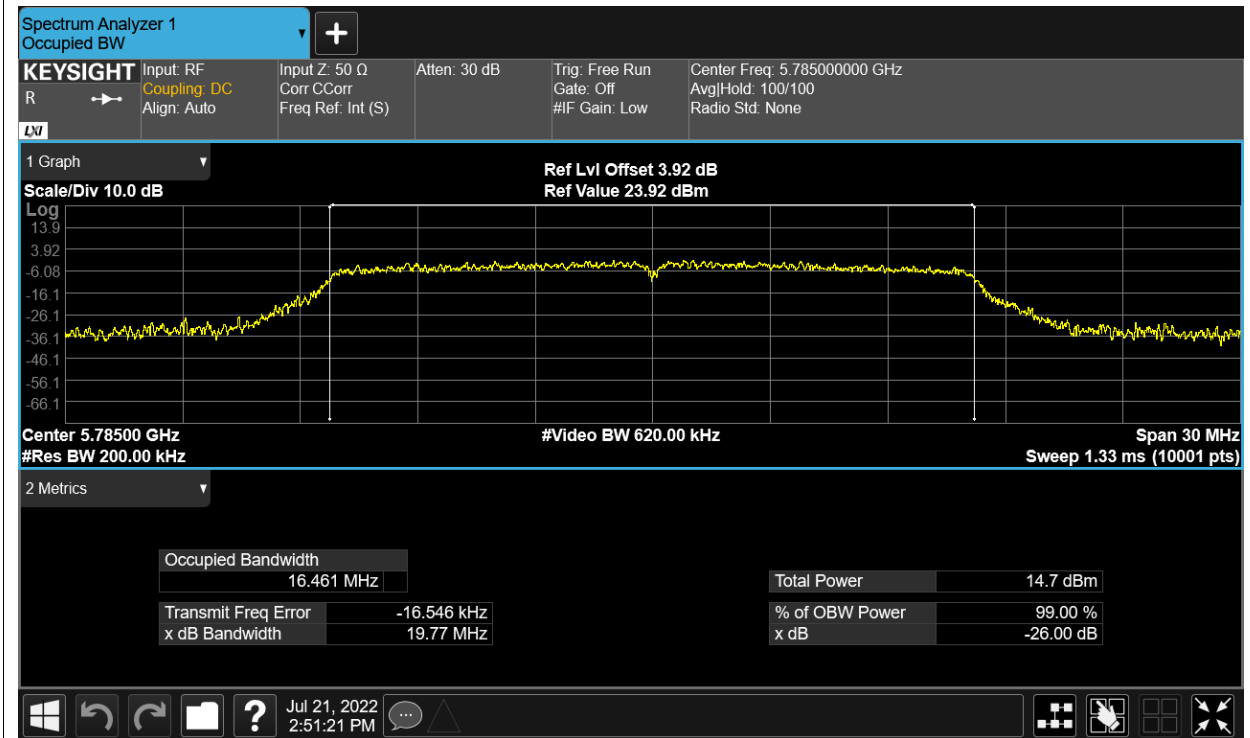 Spectrum Analyzer 1
Occupied BW
+
KEYSIGHT
R
LXI
Input: RF
Coupling: DC
Align: Auto
Input Z: 50 Ω
Corr CCorr
Freq Ref: Int (S)
Atten: 30 dB
Trig: Free Run
Gate: Off
#IF Gain: Low
Center Freq: 5.785000000 GHz
Avg|Hold: 100/100
Radio Std: None
1 Graph
Scale/Div 10.0 dB
Ref Lvl Offset 3.92 dB
Ref Value 23.92 dBm
Log
13.9
3.92
-6.08
-16.1
-26.1
-36.1
-46.1
-56.1
-66.1
Center 5.78500 GHz
#Res BW 200.00 kHz
#Video BW 620.00 kHz
Span 30 MHz
Sweep 1.33 ms (10001 pts)
2 Metrics
Occupied Bandwidth
16.461 MHz
Transmit Freq Error -16.546 kHz
x dB Bandwidth 19.77 MHz
Total Power 14.7 dBm
% of OBW Power 99.00 %
x dB -26.00 dB
?
Jul 21, 2022
2:51:21 PM